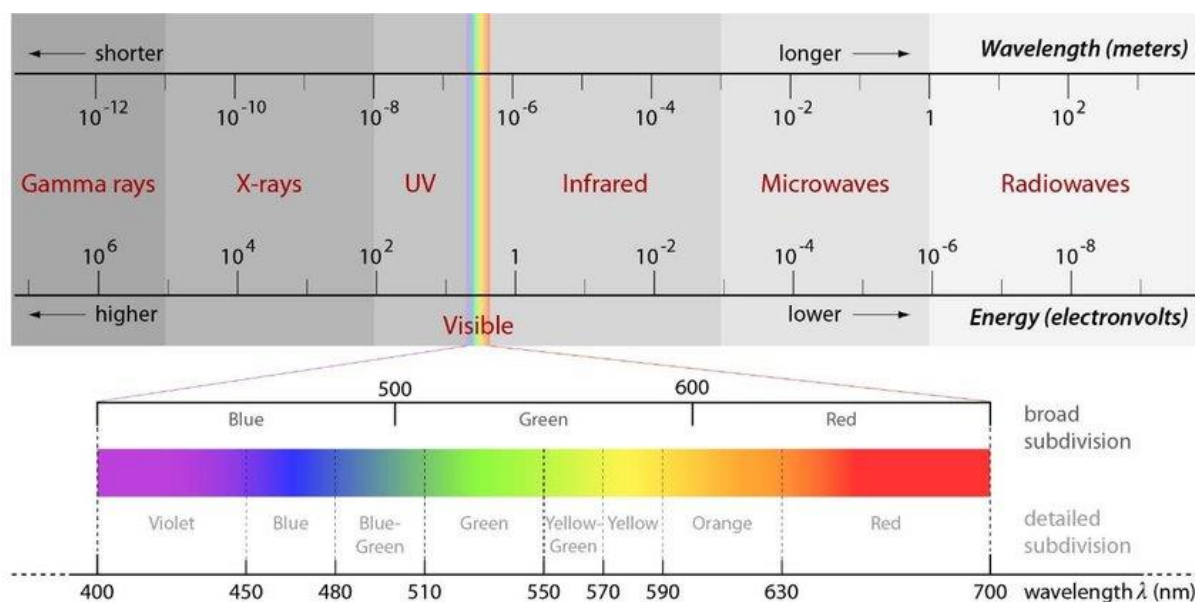 ← shorter longer → Wavelength (meters)
10⁻¹² 10⁻¹⁰ 10⁻⁸ 10⁻⁶ 10⁻⁴ 10⁻² 1 10²
Gamma rays X-rays UV Infrared Microwaves Radiowaves
10⁶ 10⁴ 10² 1 10⁻² 10⁻⁴ 10⁻⁶ 10⁻⁸
← higher Visible lower → Energy (electronvolts)
500 600
Blue Green Red broad
subdivision
Violet Blue Blue- Green Yellow- Yellow Orange Red detailed
Green Green subdivision
400 450 480 510 550 570 590 630 700 wavelength λ (nm)